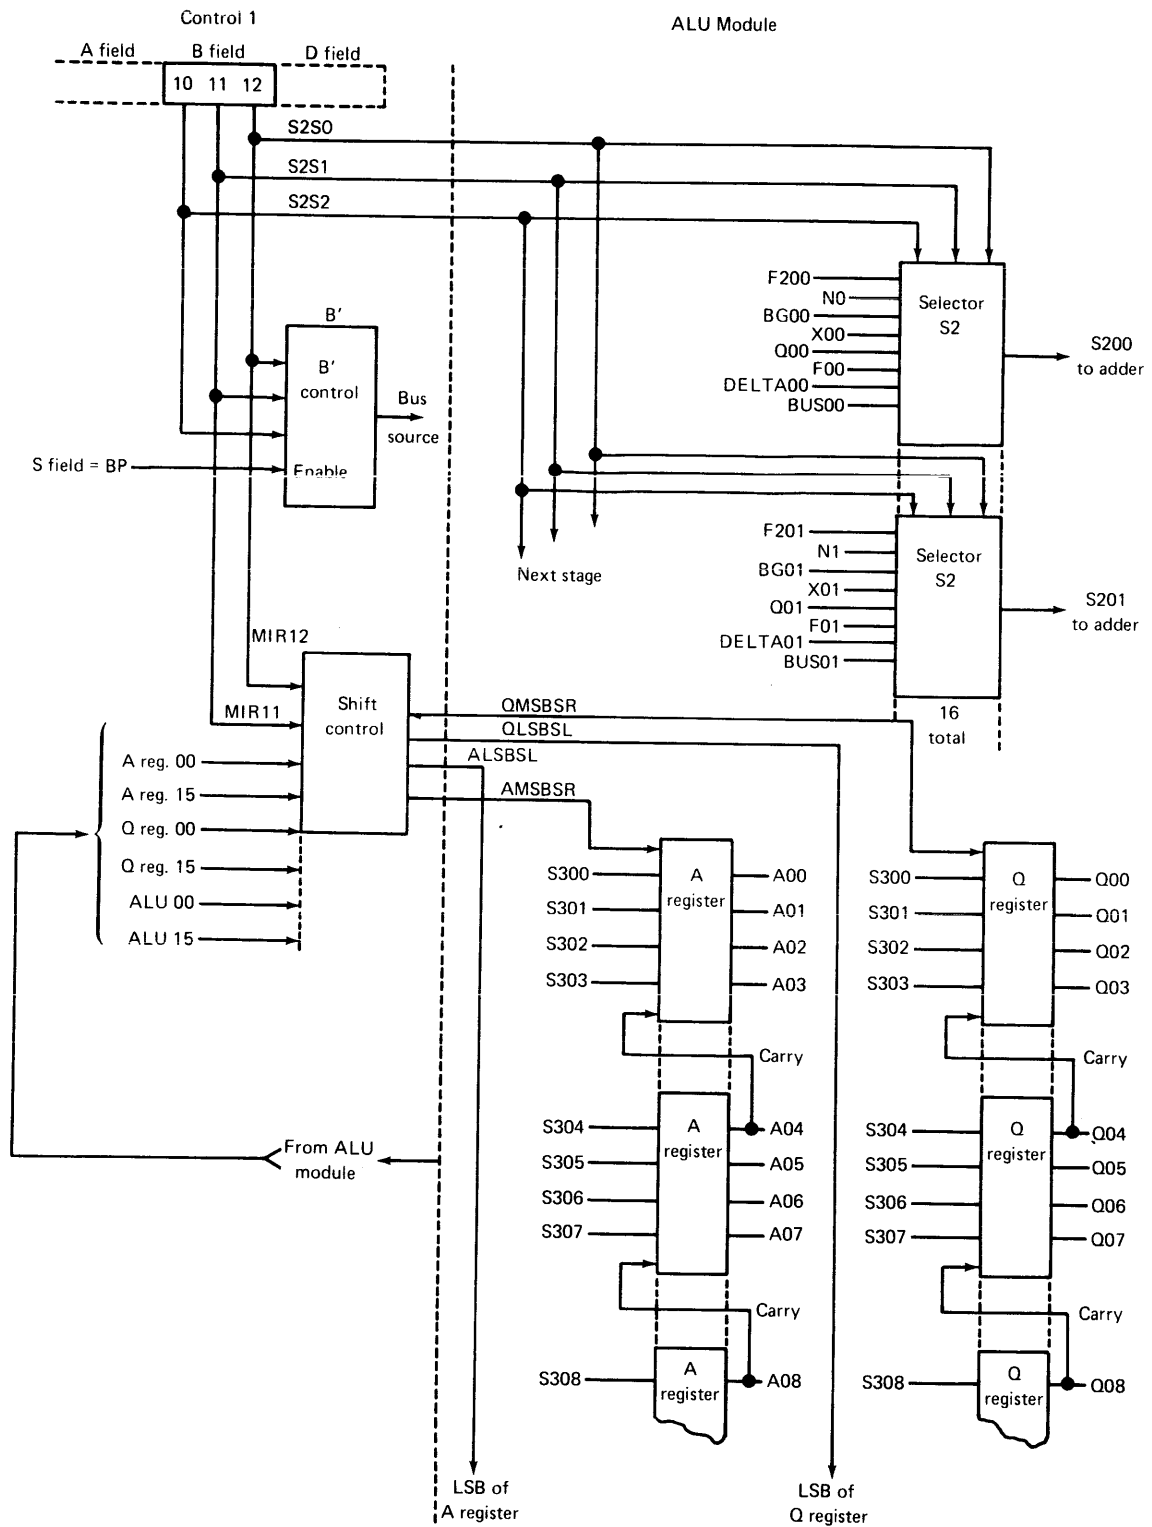 Control 1
ALU Module
A field
B field
D field
10 11 12
S2S0
S2S1
S2S2
F200
N0
BG00
X00
Q00
F00
DELTA00
BUS00
Selector
S2
S200
to adder
B′
B′
control
Enable
Bus
source
S field = BP
Next stage
F201
N1
BG01
X01
Q01
F01
DELTA01
BUS01
Selector
S2
S201
to adder
16
total
MIR12
MIR11
Shift
control
QMSBSR
QLSBSL
ALSBSL
AMSBSR
A reg. 00
A reg. 15
Q reg. 00
Q reg. 15
ALU 00
ALU 15
S300
S301
S302
S303
A
register
A00
A01
A02
A03
Carry
S300
S301
S302
S303
Q
register
Q00
Q01
Q02
Q03
Carry
From ALU
module
S304
S305
S306
S307
A
register
A04
A05
A06
A07
Carry
S304
S305
S306
S307
Q
register
Q04
Q05
Q06
Q07
Carry
S308
A
register
A08
S308
Q
register
Q08
LSB of
A register
LSB of
Q register